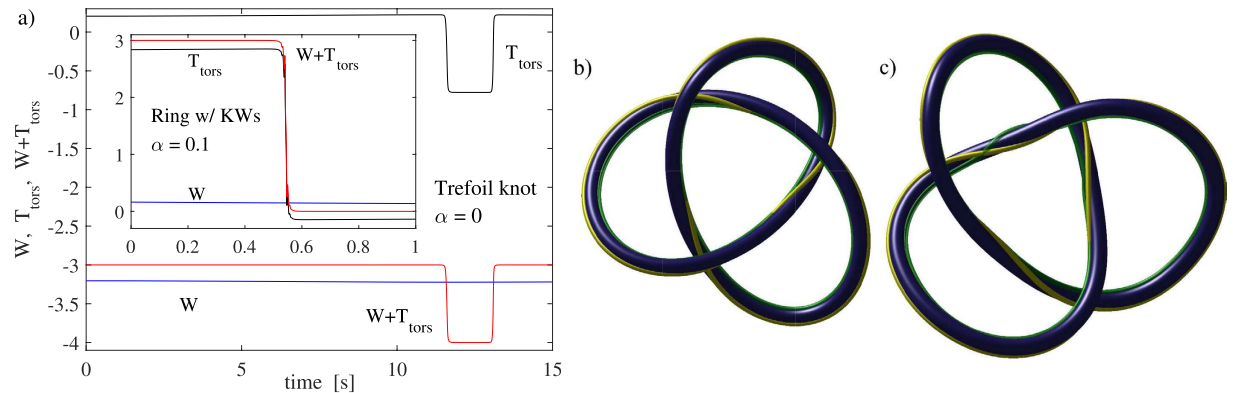 a)
W, T_tors, W+T_tors
0
-0.5
-1
-1.5
-2
-2.5
-3
-3.5
-4
0
5
10
15
time [s]
T_tors
Trefoil knot
α = 0
W
W+T_tors
3
2
1
0
0
0.2
0.4
0.6
0.8
1
T_tors
W+T_tors
Ring w/ KWs
α = 0.1
W
b)
c)